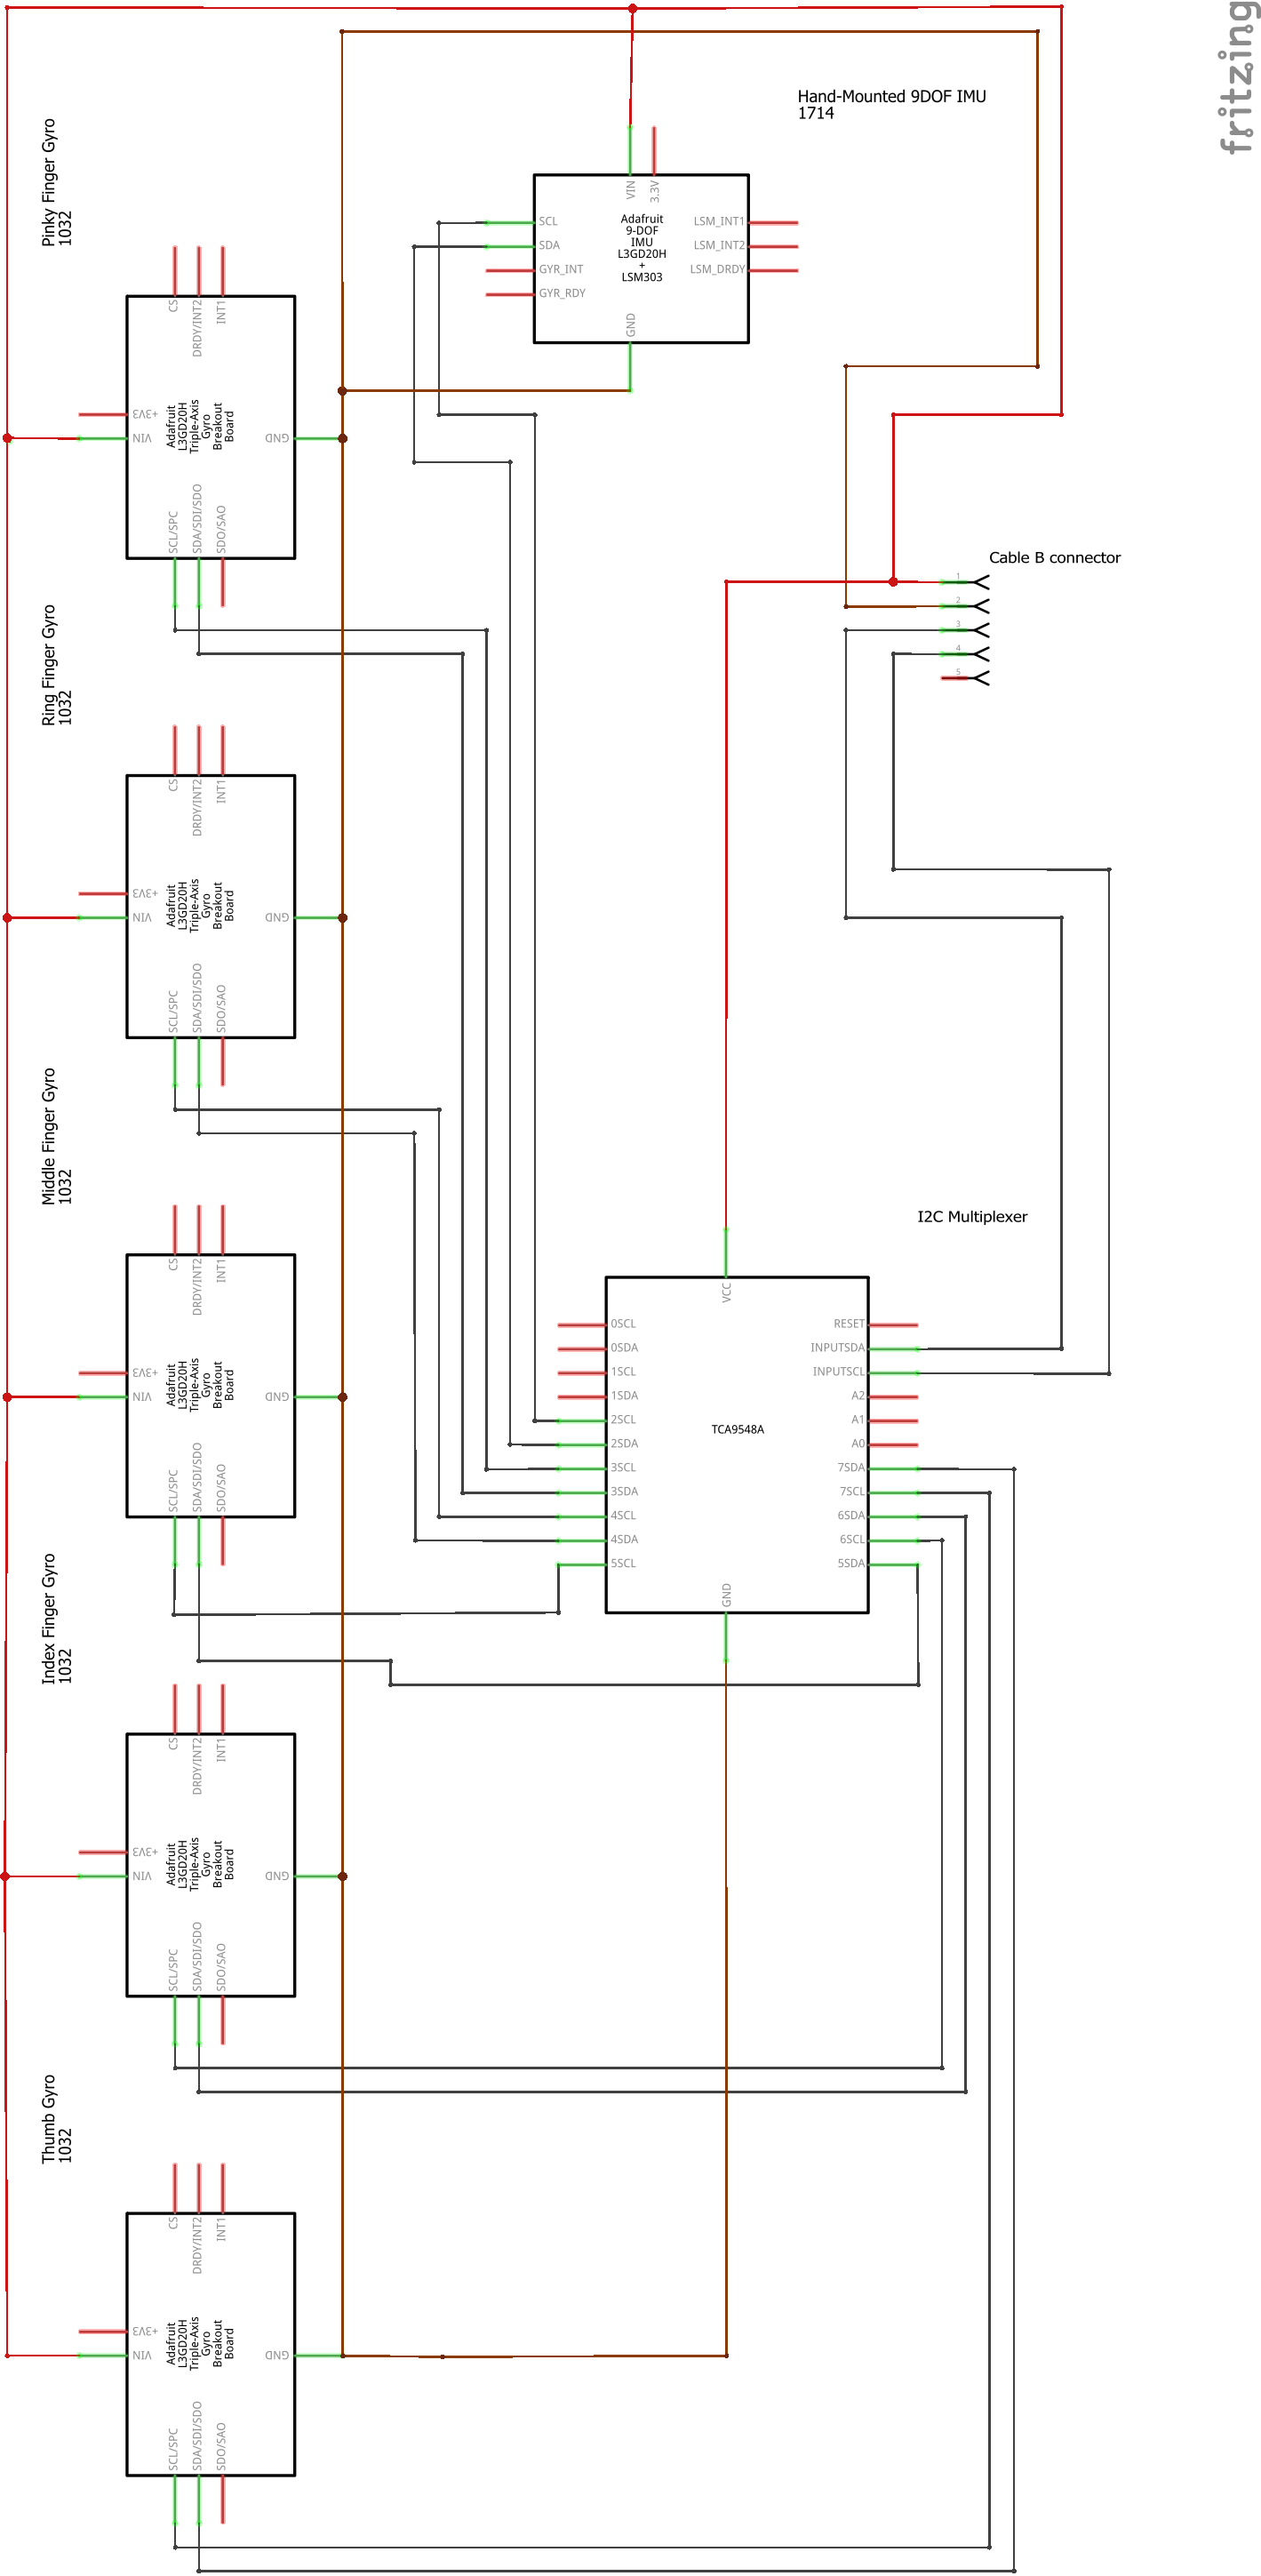 fritzing
Hand-Mounted 9DOF IMU
1714
VIN
3.3V
SCL
SDA
GYR_INT
GYR_RDY
Adafruit
9-DOF
IMU
L3GD20H
+
LSM303
LSM_INT1
LSM_INT2
LSM_DRDY
GND
Pinky Finger Gyro
1032
CS
DRDY/INT2
INT1
+3V3
VIN
Adafruit
L3GD20H
Triple-Axis
Gyro
Breakout
Board
GND
SCL/SPC
SDA/SDI/SDO
SDO/SAO
Cable B connector
1
2
3
4
5
Ring Finger Gyro
1032
CS
DRDY/INT2
INT1
+3V3
VIN
Adafruit
L3GD20H
Triple-Axis
Gyro
Breakout
Board
GND
SCL/SPC
SDA/SDI/SDO
SDO/SAO
Middle Finger Gyro
1032
CS
DRDY/INT2
INT1
+3V3
VIN
Adafruit
L3GD20H
Triple-Axis
Gyro
Breakout
Board
GND
SCL/SPC
SDA/SDI/SDO
SDO/SAO
I2C Multiplexer
VCC
0SCL
0SDA
1SCL
1SDA
2SCL
2SDA
3SCL
3SDA
4SCL
4SDA
5SCL
TCA9548A
RESET
INPUTSDA
INPUTSCL
A2
A1
A0
7SDA
7SCL
6SDA
6SCL
5SDA
GND
Index Finger Gyro
1032
CS
DRDY/INT2
INT1
+3V3
VIN
Adafruit
L3GD20H
Triple-Axis
Gyro
Breakout
Board
GND
SCL/SPC
SDA/SDI/SDO
SDO/SAO
Thumb Gyro
1032
CS
DRDY/INT2
INT1
+3V3
VIN
Adafruit
L3GD20H
Triple-Axis
Gyro
Breakout
Board
GND
SCL/SPC
SDA/SDI/SDO
SDO/SAO